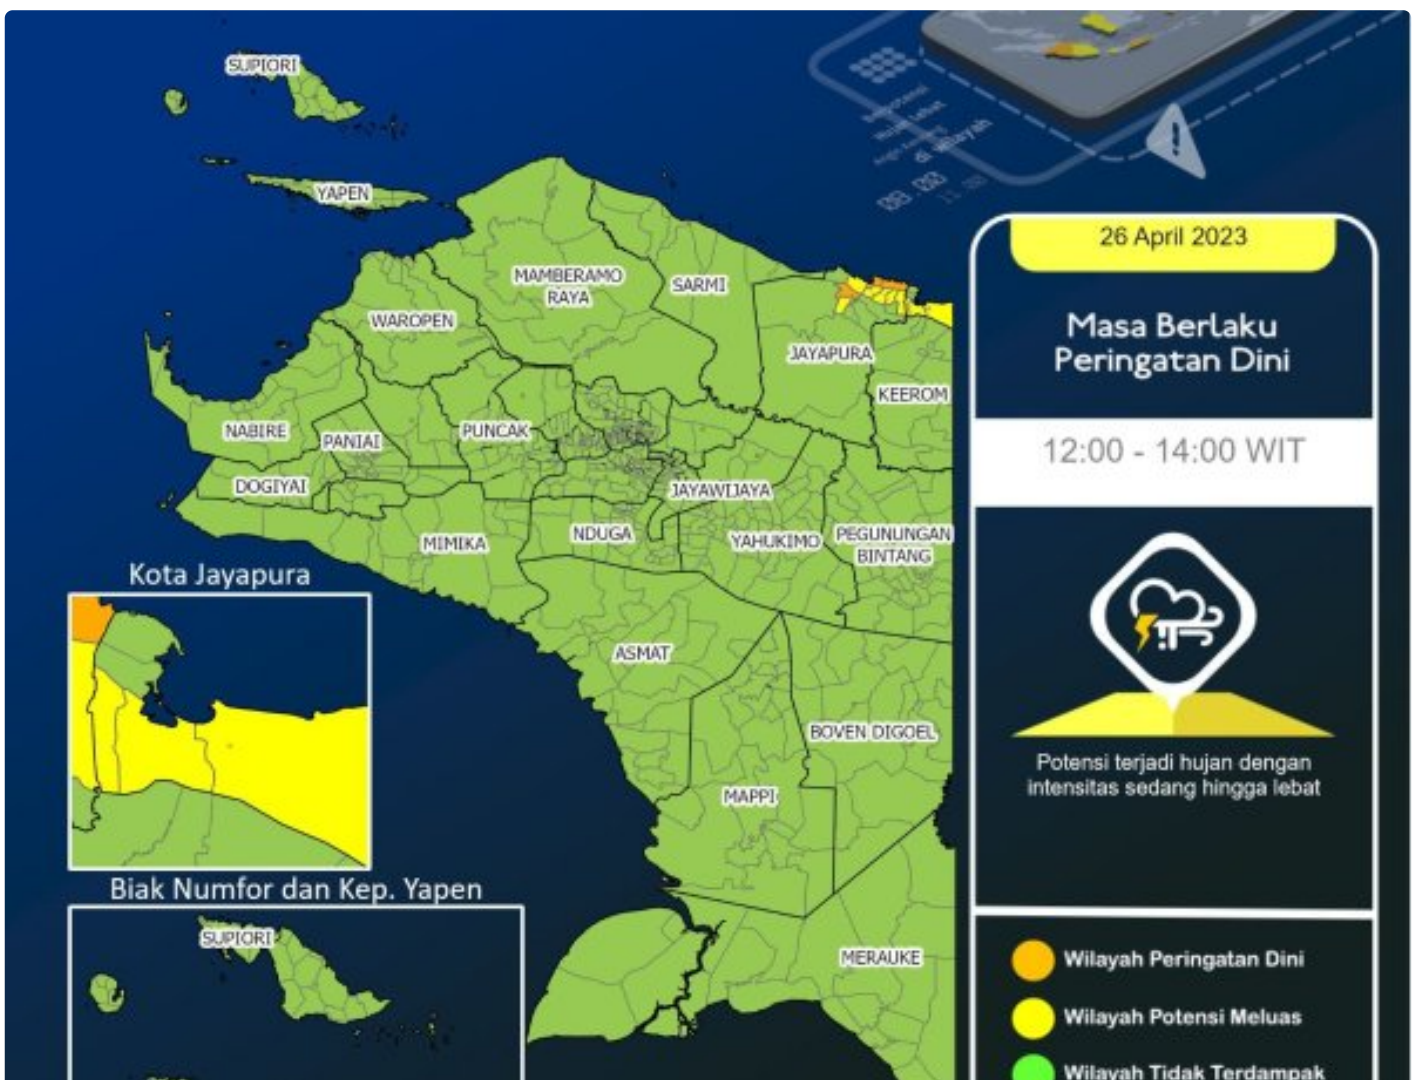 SUPIORI
YAPEN
MAMBERAMO
RAYA
SARMI
WAROPEN
JAYAPURA
KEEROM
NABIRE
PANIAI
PUNCAK
DOGIYAI
JAYAWIJAYA
MIMIKA
NDUGA
YAHUKIMO
PEGUNUNGAN
BINTANG
ASMAT
BOVEN DIGOEL
MAPPI
MERAUKE
Kota Jayapura
Biak Numfor dan Kep. Yapen
SUPIORI
di wilayah
26 April 2023
Masa Berlaku
Peringatan Dini
12:00 - 14:00 WIT
Potensi terjadi hujan dengan
intensitas sedang hingga lebat
Wilayah Peringatan Dini
Wilayah Potensi Meluas
Wilayah Tidak Terdampak